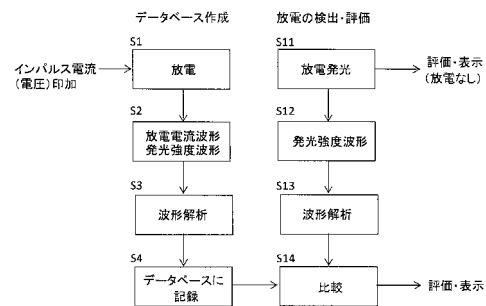 データベース作成
放電の検出・評価
S1
放電
インパルス電流
(電圧)印加
S2
放電電流波形
発光強度波形
S3
波形解析
S4
データベースに
記録
S11
放電発光
評価・表示
(放電なし)
S12
発光強度波形
S13
波形解析
S14
比較
評価・表示